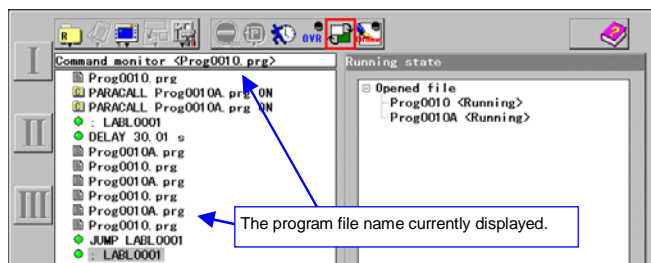 R
OVR
I
II
III
Command monitor <Prog0010.prg>
Prog0010.prg
PARACALL Prog0010A.prg ON
PARACALL Prog0010A.prg ON
: LABL0001
DELAY 30.01 s
Prog0010A.prg
Prog0010.prg
Prog0010A.prg
Prog0010.prg
Prog0010A.prg
Prog0010.prg
JUMP LABL0001
: LABL0001
Running state
Opened file
Prog0010 <Running>
Prog0010A <Running>
The program file name currently displayed.